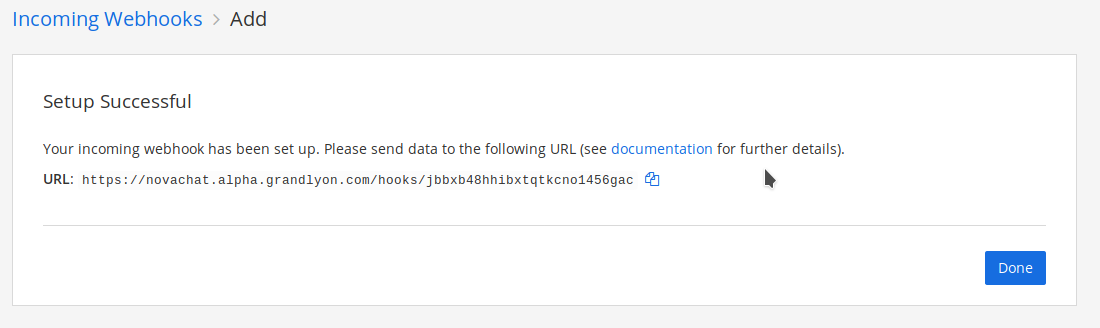 Incoming Webhooks > Add
Setup Successful
Your incoming webhook has been set up. Please send data to the following URL (see documentation for further details).
URL: https://novachat.alpha.grandlyon.com/hooks/jbbxb48hhibxtqtkcno1456gac
Done